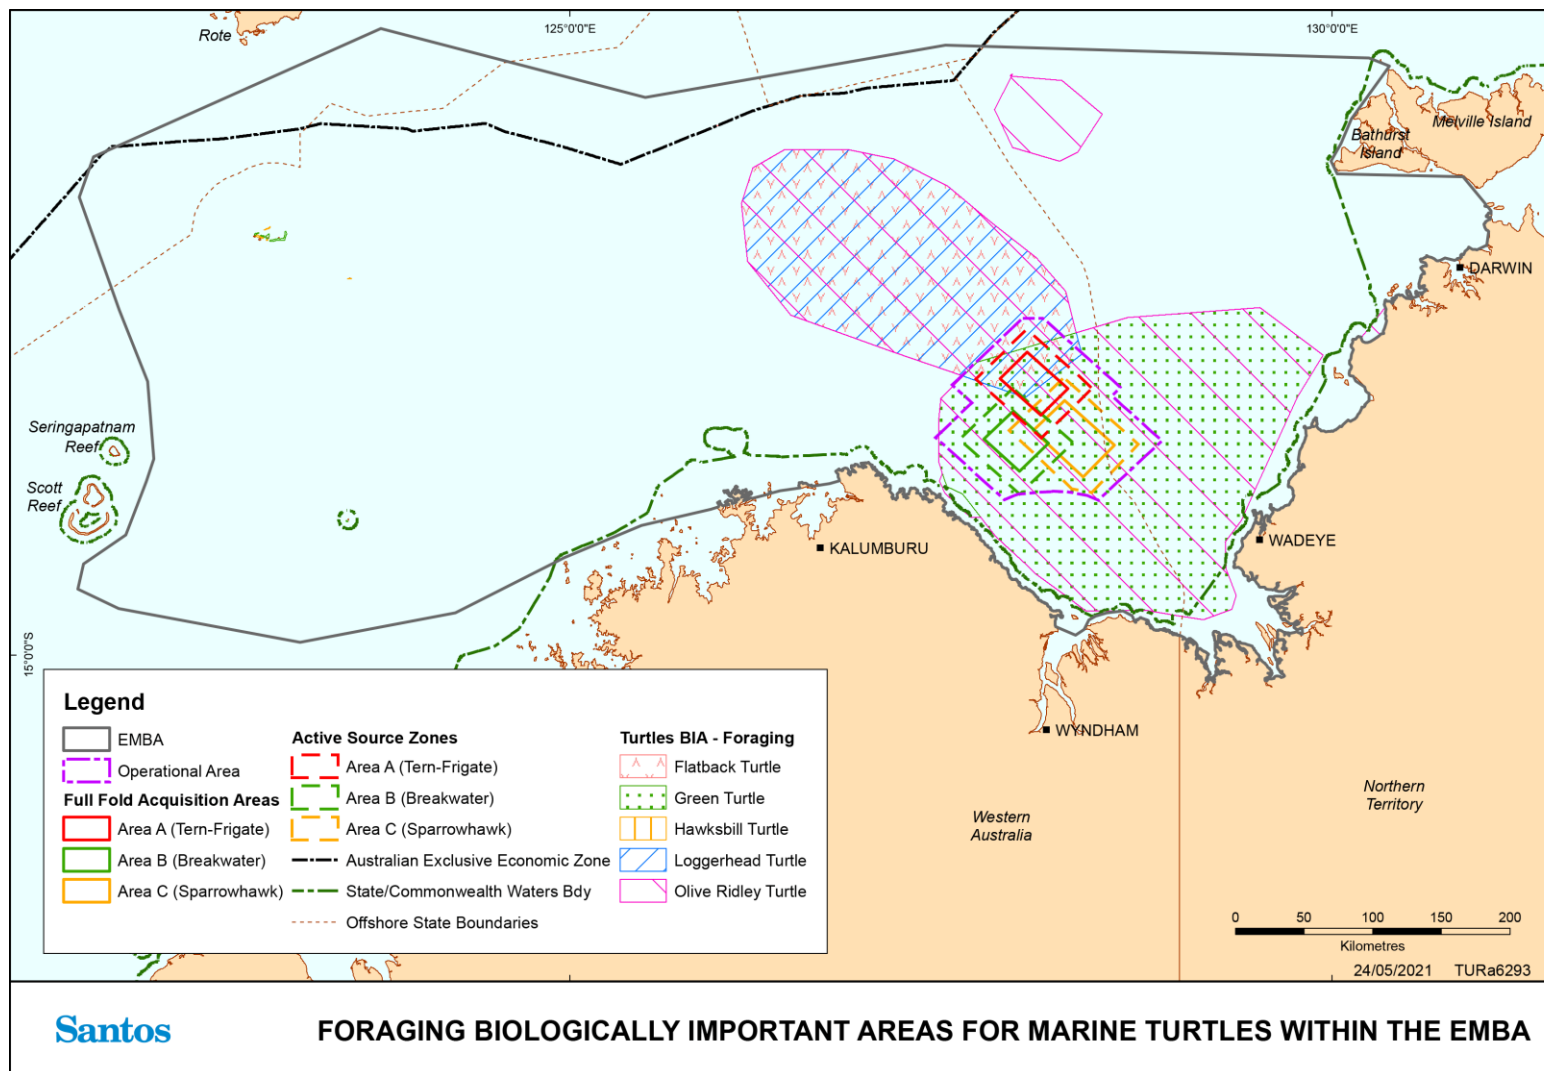 125°0'0"E
130°0'0"E
Rote
Melville Island
Bathurst
Island
DARWIN
Seringapatnam
Reef
Scott
Reef
KALUMBURU
WADEYE
15°0'0"S
WYNDHAM
Western
Australia
Northern
Territory
Legend
EMBA
Operational Area
Full Fold Acquisition Areas
Area A (Tern-Frigate)
Area B (Breakwater)
Area C (Sparrowhawk)
Active Source Zones
Area A (Tern-Frigate)
Area B (Breakwater)
Area C (Sparrowhawk)
Australian Exclusive Economic Zone
State/Commonwealth Waters Bdy
Offshore State Boundaries
Turtles BIA - Foraging
Flatback Turtle
Green Turtle
Hawksbill Turtle
Loggerhead Turtle
Olive Ridley Turtle
0 50 100 150 200
Kilometres
24/05/2021 TURa6293
Santos
FORAGING BIOLOGICALLY IMPORTANT AREAS FOR MARINE TURTLES WITHIN THE EMBA